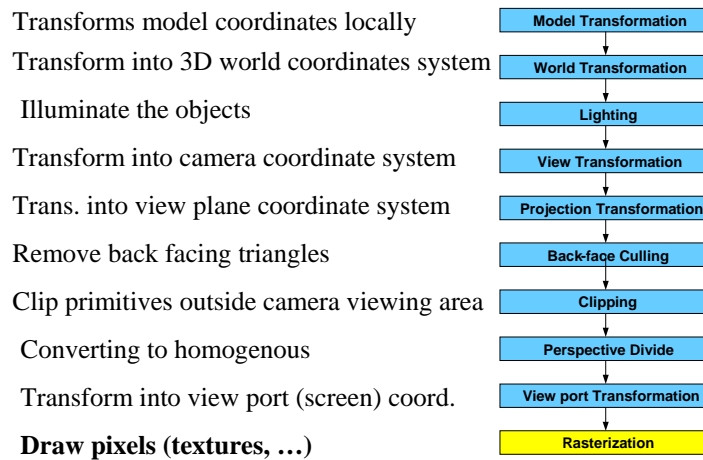 Transforms model coordinates locally
Model Transformation
Transform into 3D world coordinates system
World Transformation
Illuminate the objects
Lighting
Transform into camera coordinate system
View Transformation
Trans. into view plane coordinate system
Projection Transformation
Remove back facing triangles
Back-face Culling
Clip primitives outside camera viewing area
Clipping
Converting to homogenous
Perspective Divide
Transform into view port (screen) coord.
View port Transformation
Draw pixels (textures, …)
Rasterization